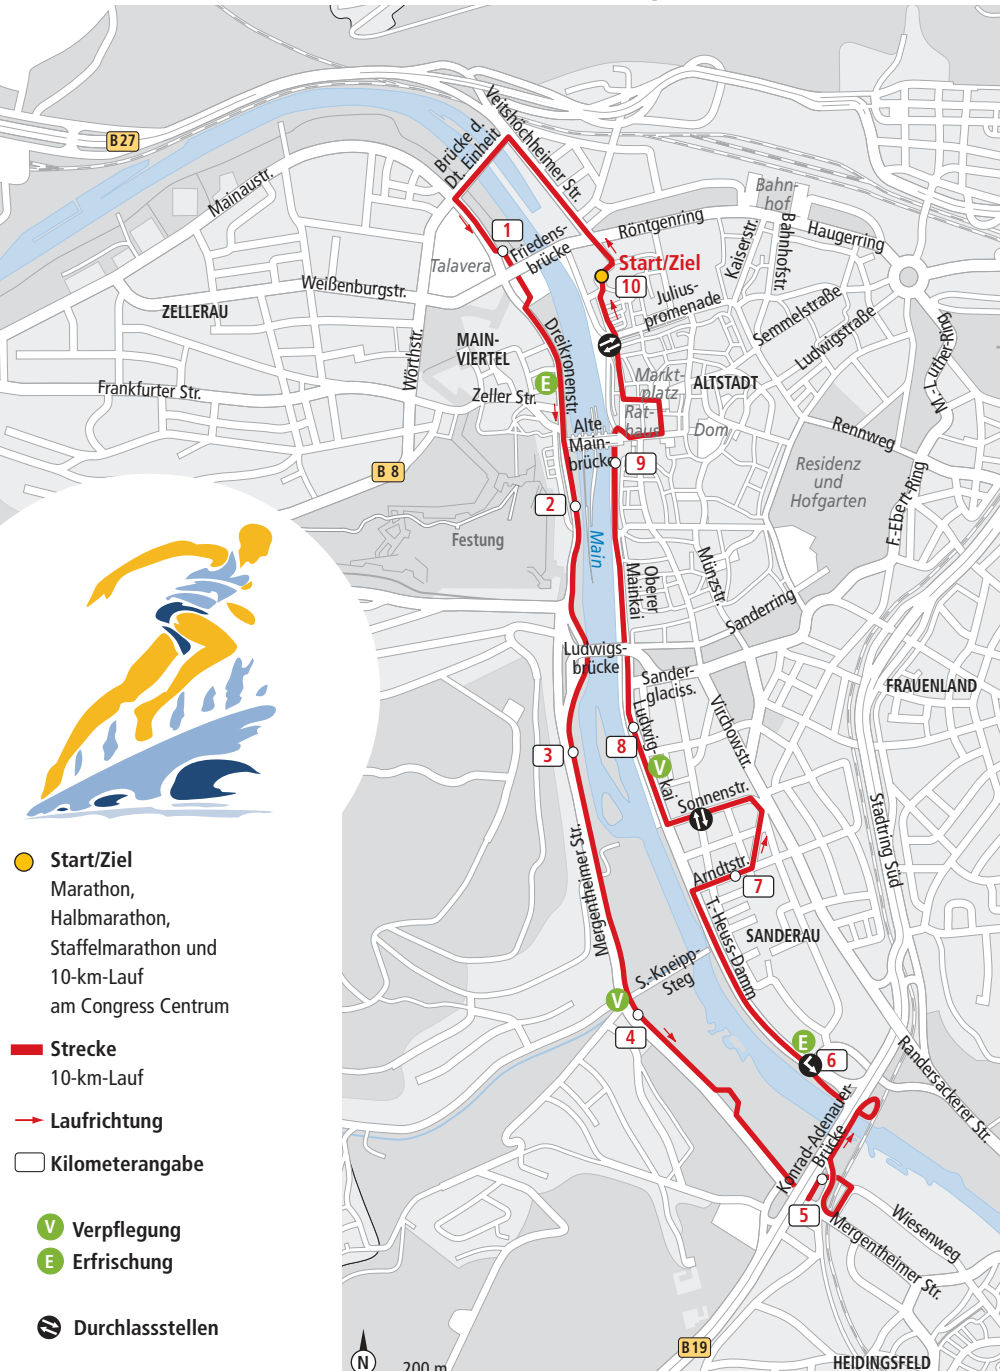 B 27
Brücke d.
Dt. Einheit
Veitshöchheimer Str.
Mainaustr.
Bahn-
hof
1
Friedens-
brücke
Röntgenring
Kaiserstr.
Bahnhofstr.
Haugerring
Talavera
Start/Ziel
10
Weißenburgstr.
Julius-
promenade
Semmelstraße
Ludwigstraße
M.-Luther-Ring
ZELLERAU
MAIN-
VIERTEL
Wörthstr.
Dreikronenstr.
E
Frankfurter Str.
Zeller Str.
Markt-
platz
ALTSTADT
Rat-
haus
Dom
Alte
Main-
brücke
9
Rennweg
B 8
Residenz
und
Hofgarten
F.-Ebert-Ring
2
Festung
Main
Oberer
Mainkai
Münzstr.
Sanderring
Ludwigs-
brücke
Sander-
glaciss.
FRAUENLAND
Virchowstr.
Ludwig-
kai
3
8
V
Sonnenstr.
Stadtring Süd
Mergentheimer Str.
Arndtstr.
7
T.-Heuss-Damm
SANDERAU
S.-Kneipp-
Steg
V
4
E
6
Randersackerer Str.
Konrad-Adenauer-
Brücke
5
Wiesenweg
Mergentheimer Str.
B 19
HEIDINGSFELD
Start/Ziel
Marathon,
Halbmarathon,
Staffelmarathon und
10-km-Lauf
am Congress Centrum
Strecke
10-km-Lauf
Laufrichtung
Kilometerangabe
V Verpflegung
E Erfrischung
Durchlassstellen
N
200 m